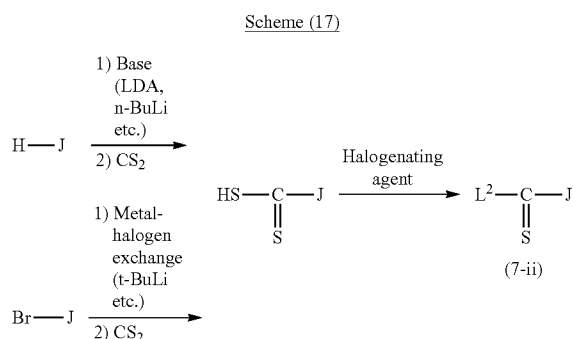 Scheme (17)
1) Base
(LDA,
n-BuLi
etc.)
H—J
2) CS2
HS—C—J
S
Halogenating
agent
L2—C—J
S
(7-ii)
1) Metal-
halogen
exchange
(t-BuLi
etc.)
Br—J
2) CS2